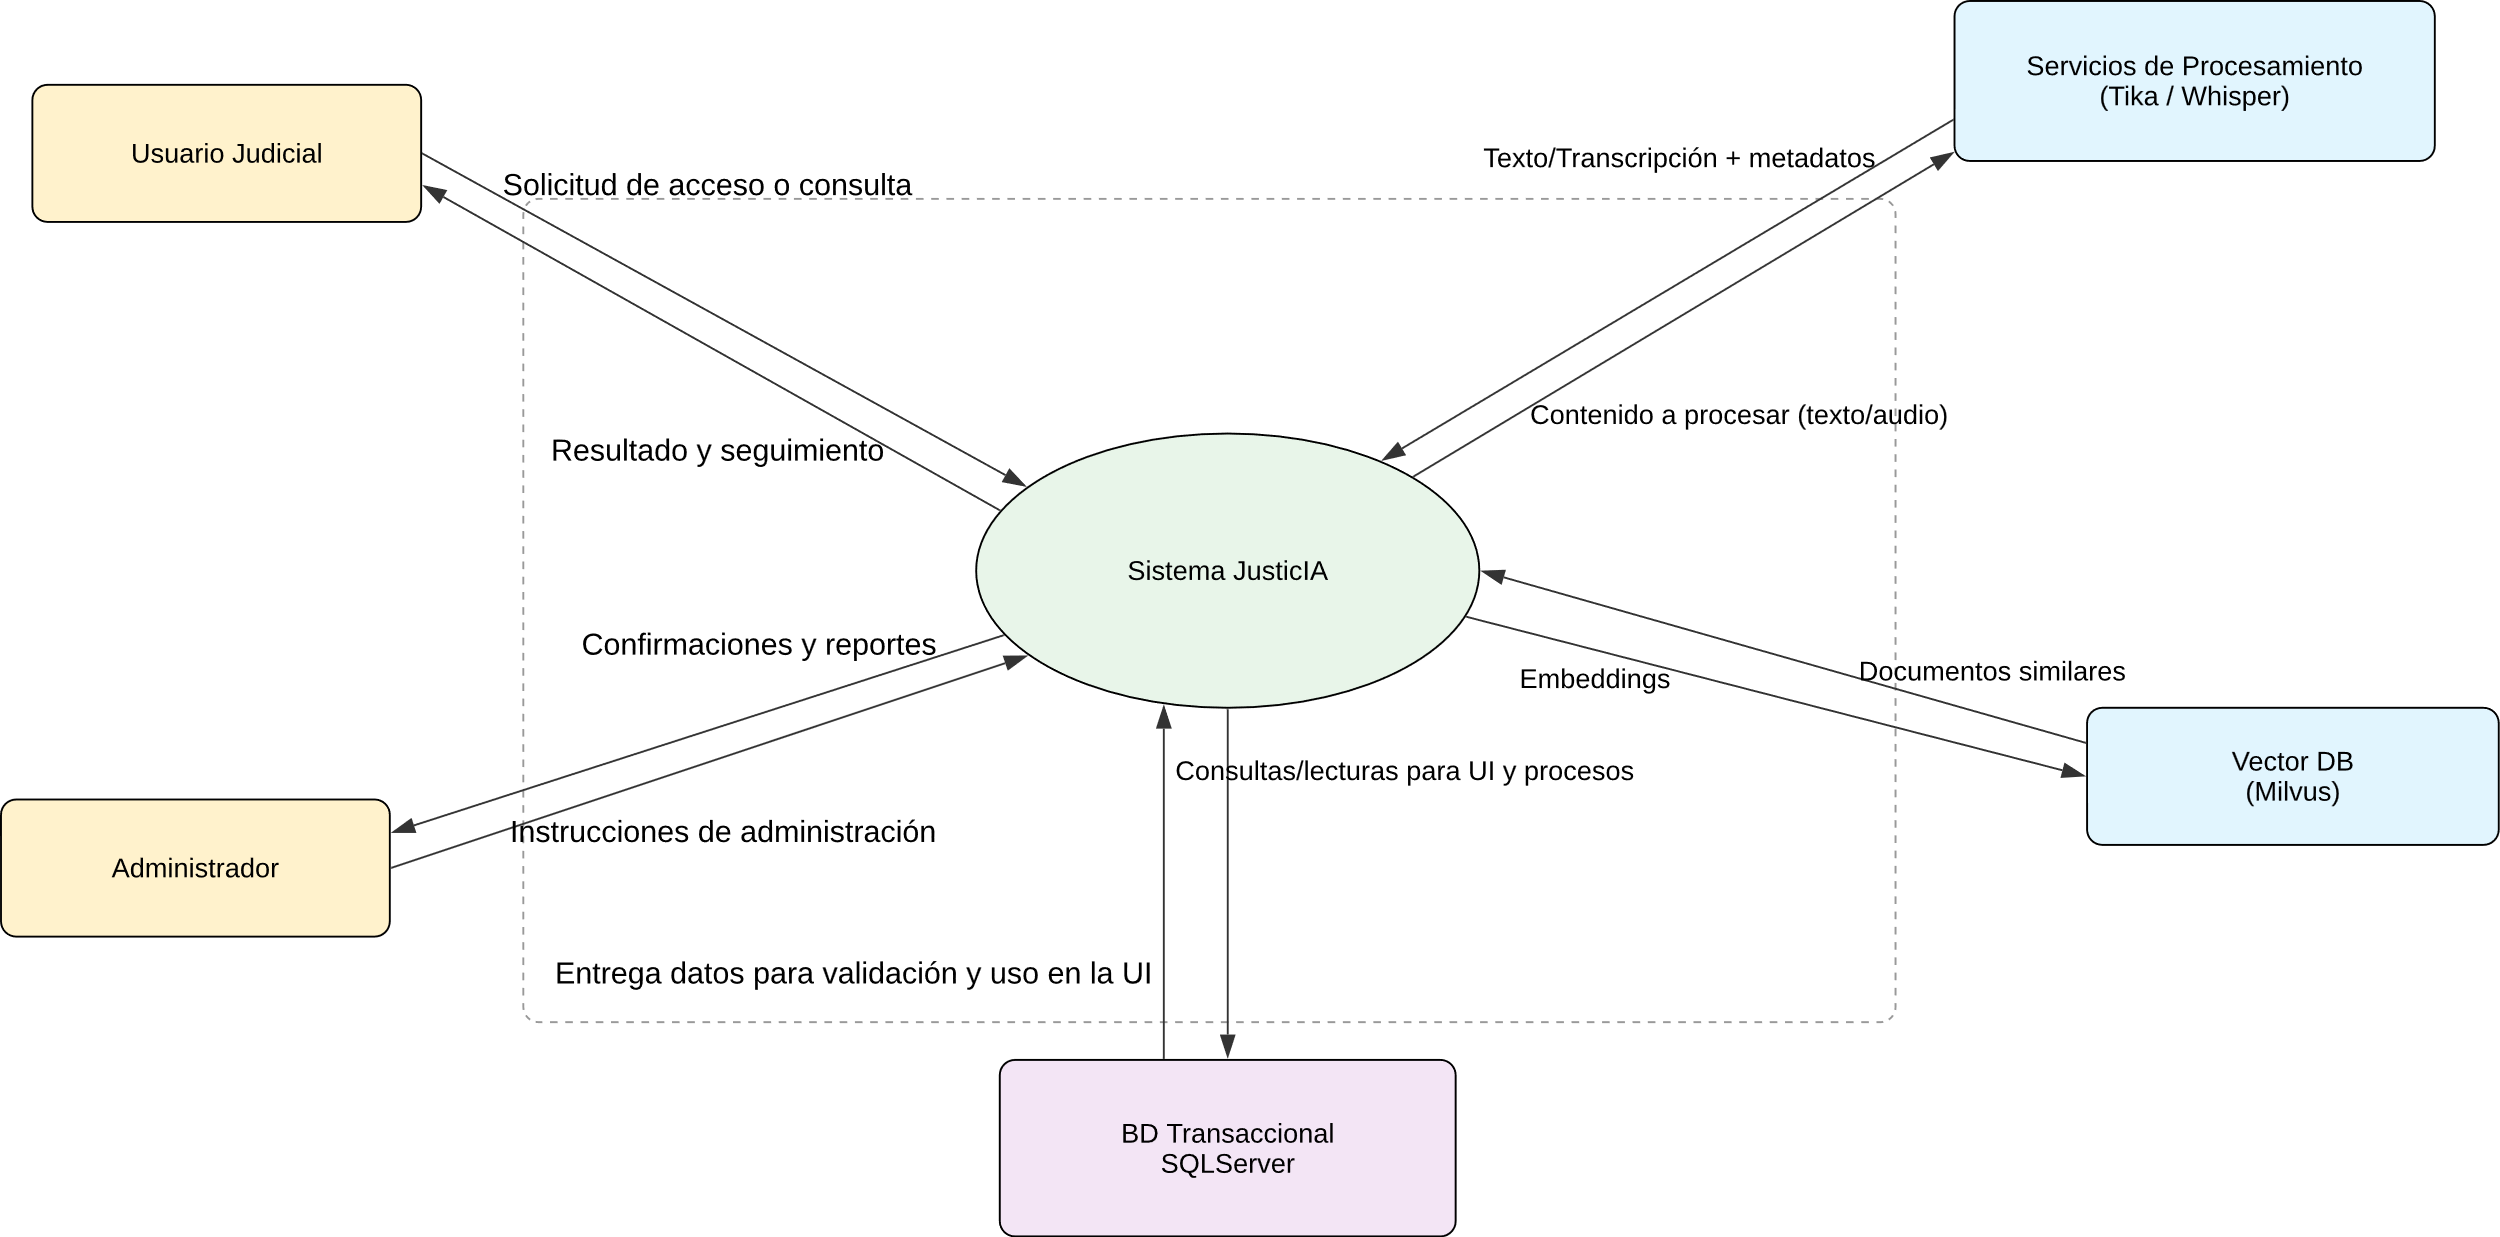 Servicios de Procesamiento
(Tika / Whisper)
Usuario Judicial
Texto/Transcripción + metadatos
Solicitud de acceso o consulta
Contenido a procesar (texto/audio)
Resultado y seguimiento
Sistema JusticIA
Confirmaciones y reportes
Documentos similares
Embeddings
Vector DB
(Milvus)
Consultas/lecturas para UI y procesos
Instrucciones de administración
Administrador
Entrega datos para validación y uso en la UI
BD Transaccional
SQLServer